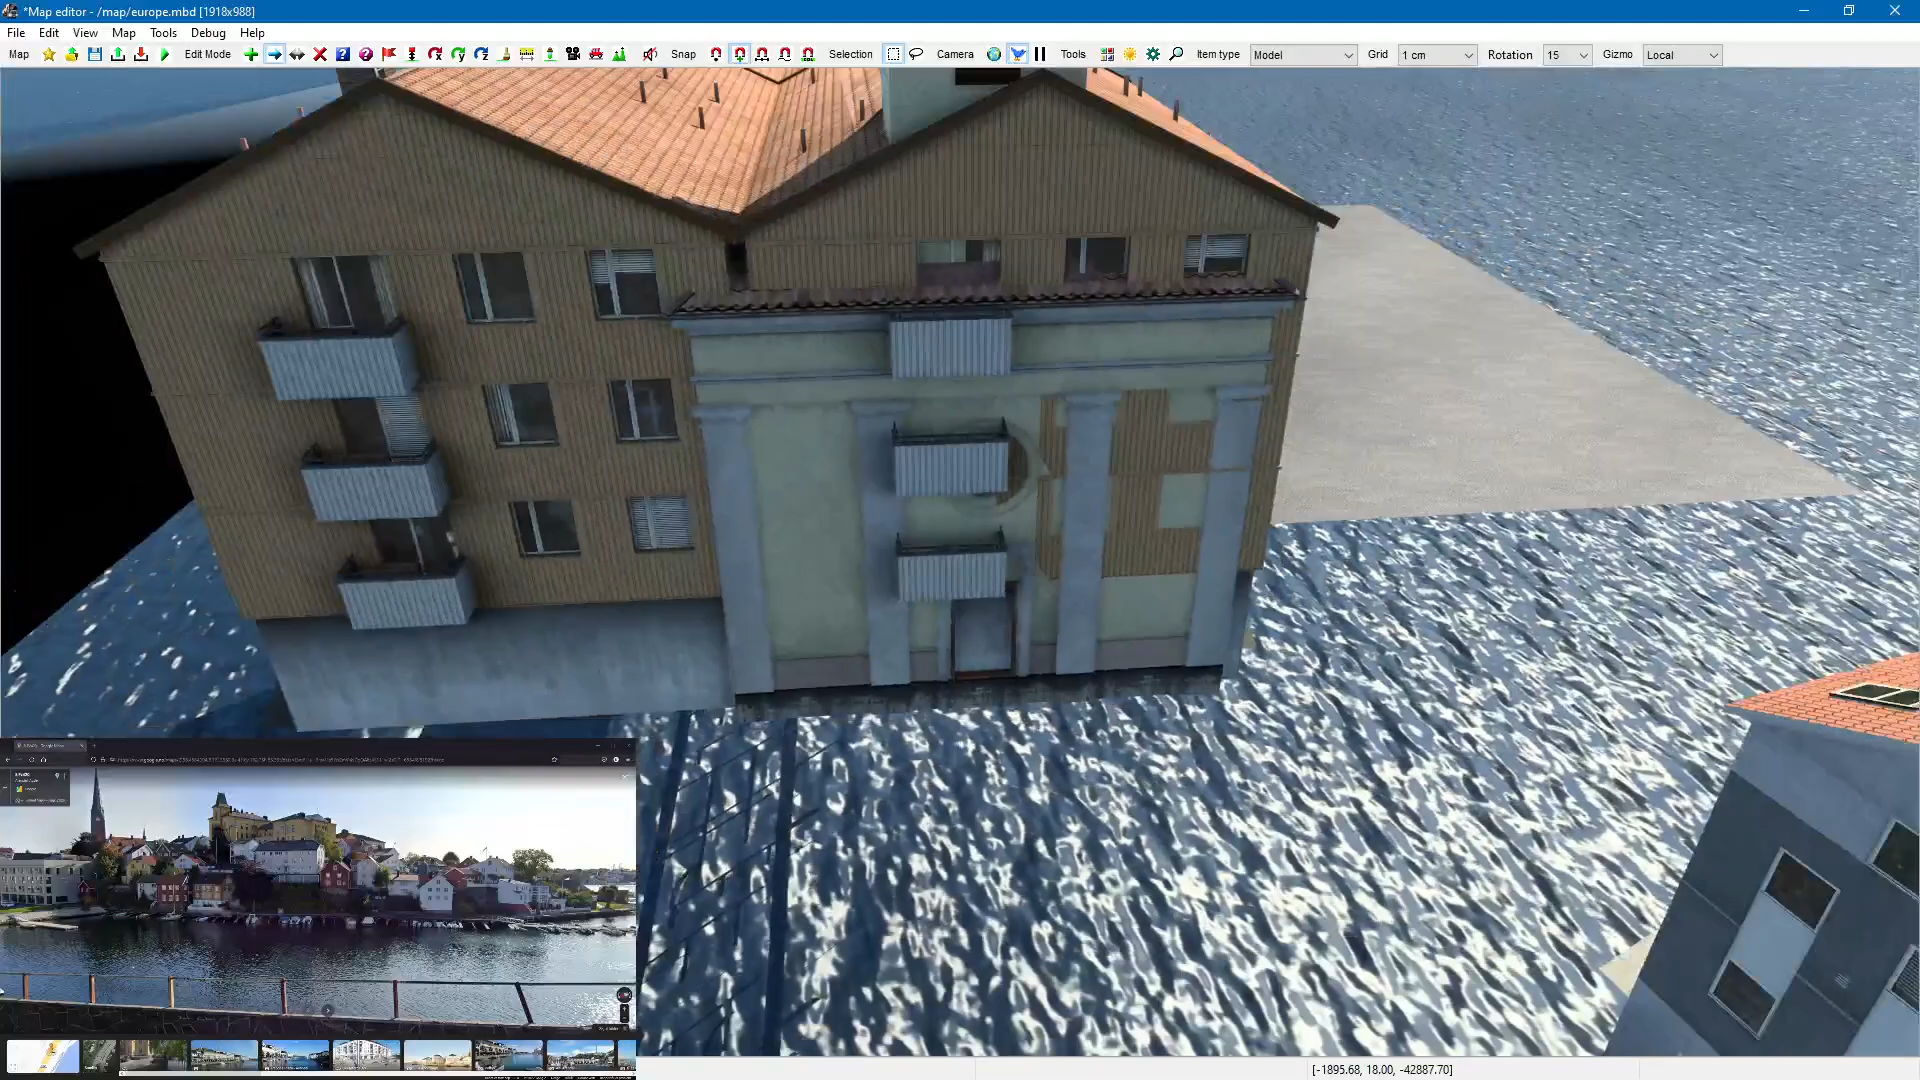 *Map editor - /map/europe.mbd [1918x988]
File Edit View Map Tools Debug Help
Map Edit Mode Snap Selection Camera Tools Item type Model Grid 1 cm Rotation 15 Gizmo Local
[-1895.68, 18.00, -42887.70]